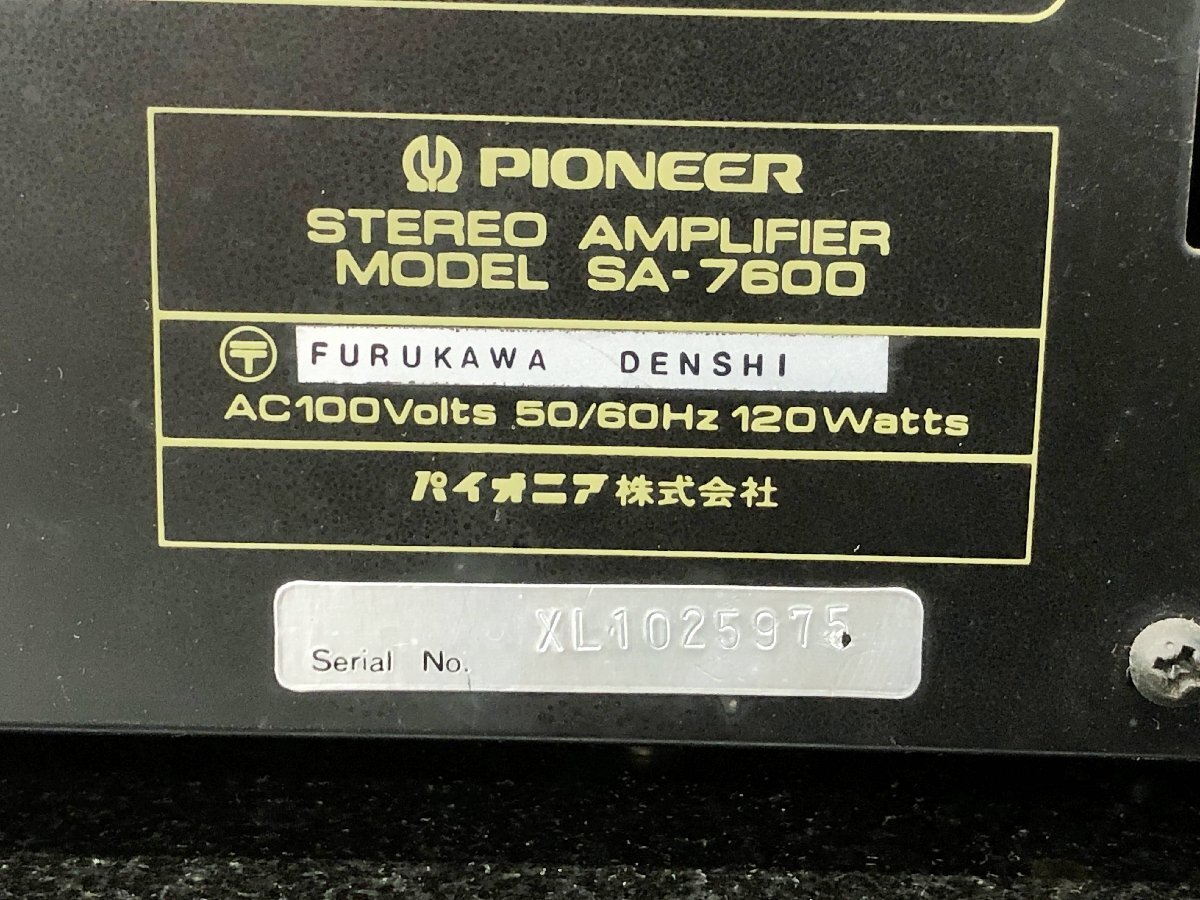 PIONEER
STEREO AMPLIFIER
MODEL SA-7600
〒 FURUKAWA DENSHI
AC100Volts 50/60Hz 120Watts
パイオニア株式会社
XL1025975
Serial No.